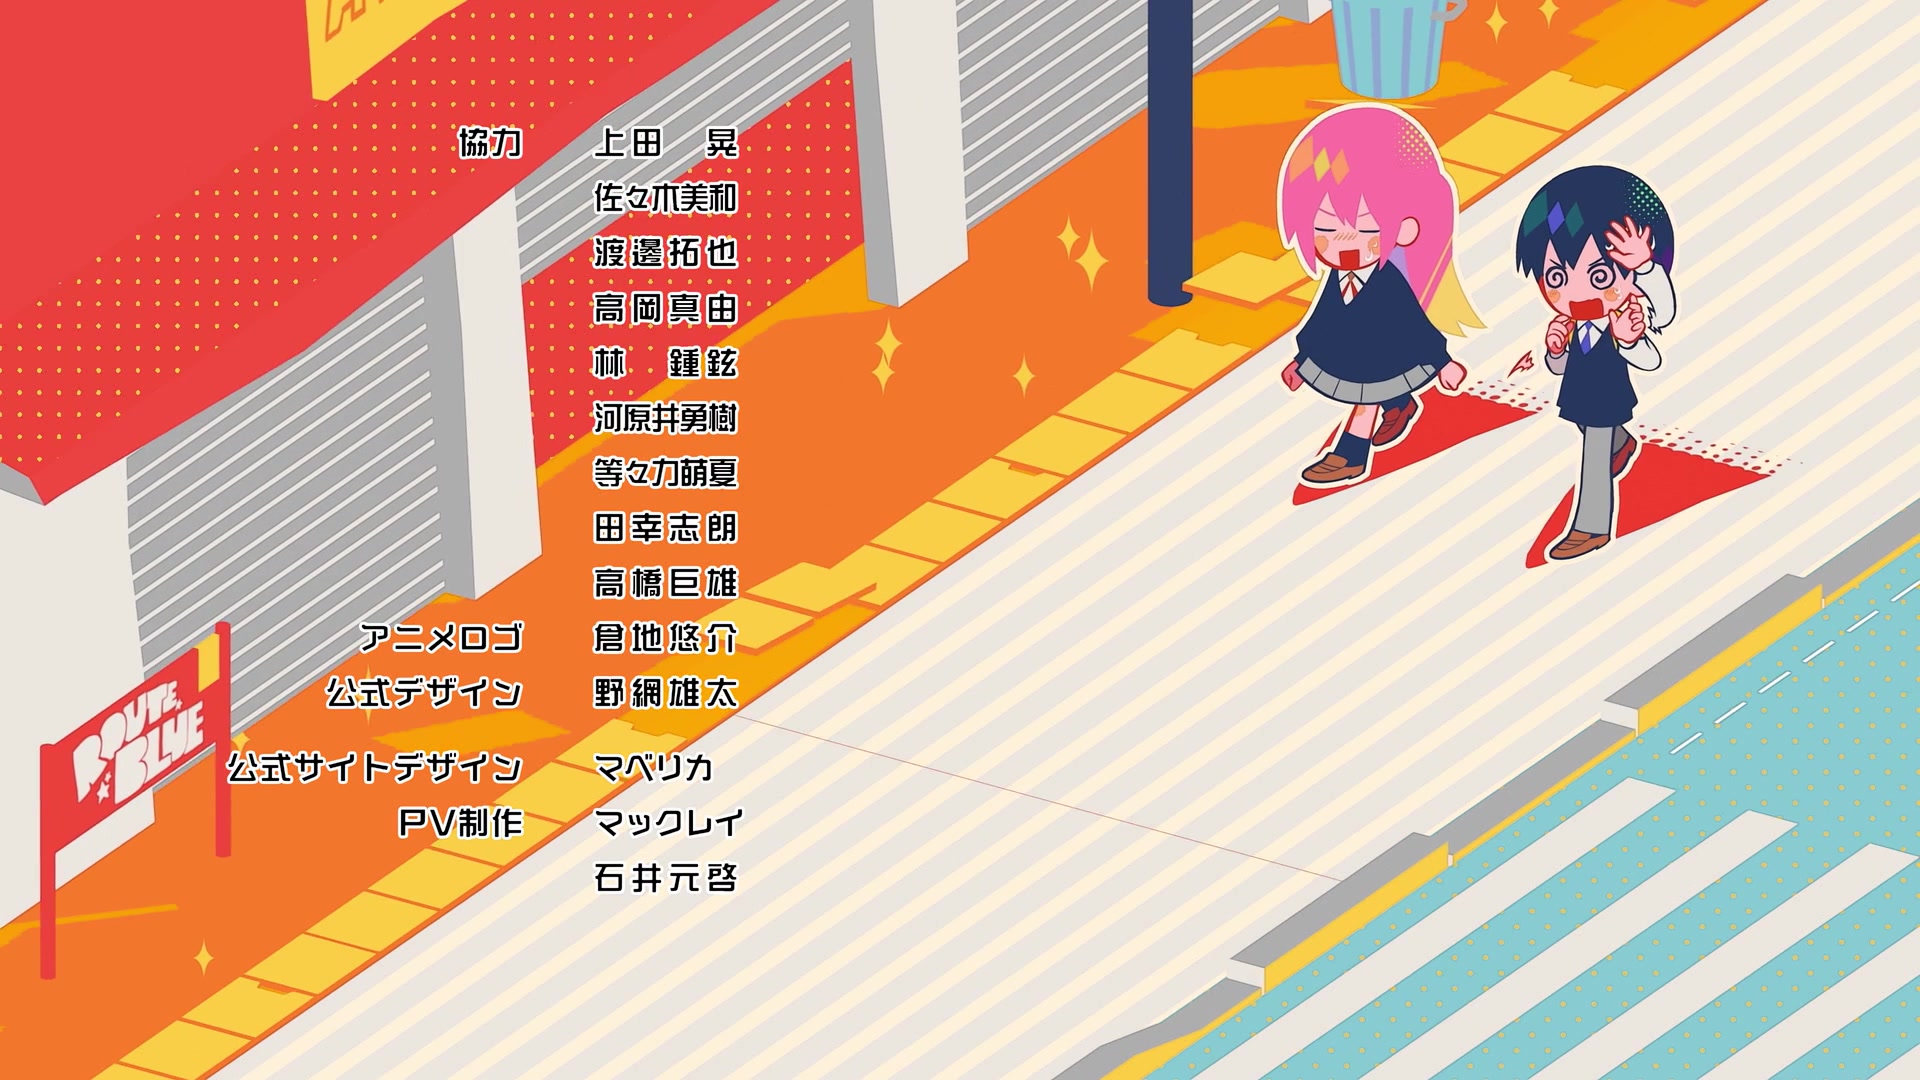 協力 上田 晃
佐々木美和
渡邊拓也
高岡真由
林 鍾鉉
河原井勇樹
等々力萌夏
田幸志朗
高橋巨雄
アニメロゴ 倉地悠介
公式デザイン 野網雄太
公式サイトデザイン マベリカ
PV制作 マックレイ
石井元啓
ROUTE
BLUE